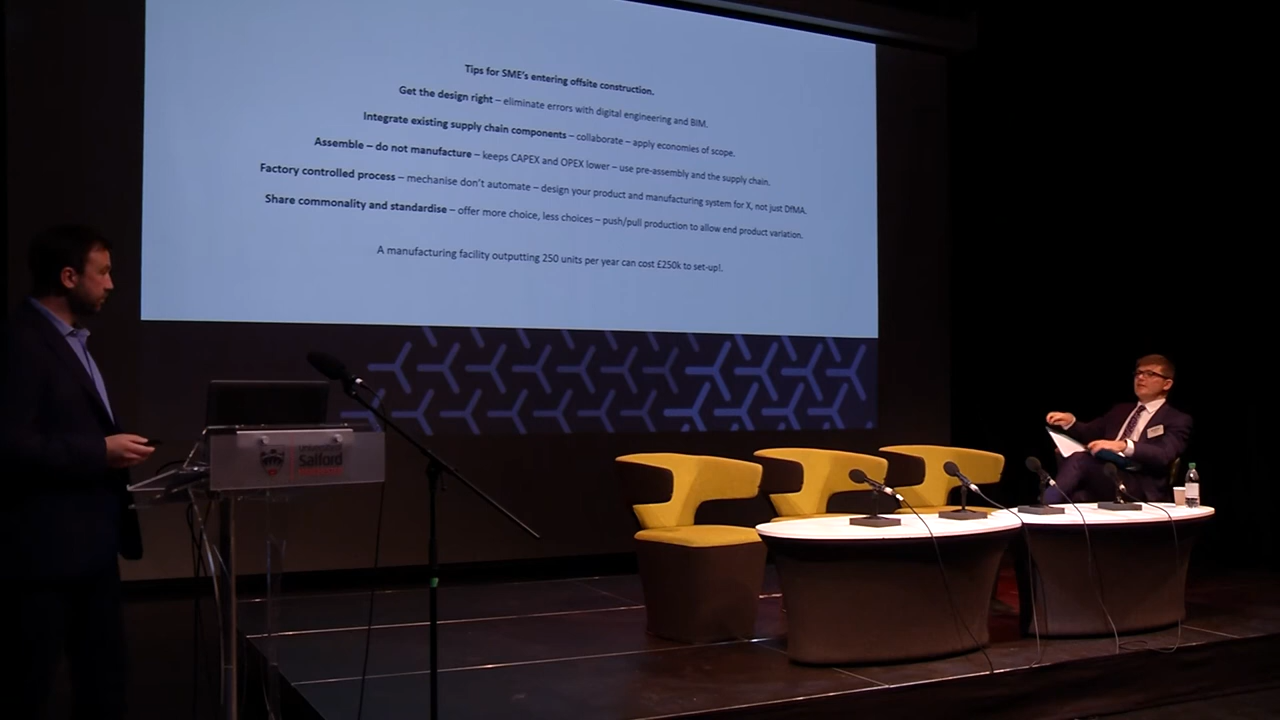 Tips for SME's entering offsite construction.
Get the design right – eliminate errors with digital engineering and BIM.
Integrate existing supply chain components – collaborate – apply economies of scope.
Assemble – do not manufacture – keeps CAPEX and OPEX lower – use pre-assembly and the supply chain.
Factory controlled process – mechanise don't automate – design your product and manufacturing system for X, not just DfMA.
Share commonality and standardise – offer more choice, less choices – push/pull production to allow end product variation.
A manufacturing facility outputting 250 units per year can cost £250k to set-up!.
University of
Salford